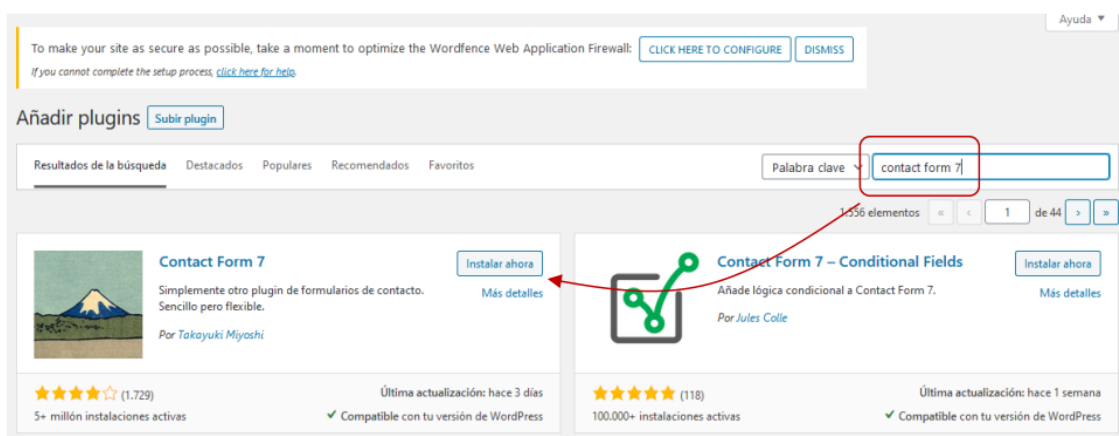 Ayuda ▼
To make your site as secure as possible, take a moment to optimize the Wordfence Web Application Firewall: CLICK HERE TO CONFIGURE DISMISS
If you cannot complete the setup process, click here for help.
Añadir plugins Subir plugin
Resultados de la búsqueda Destacados Populares Recomendados Favoritos Palabra clave contact form 7
1.556 elementos « ‹ 1 de 44 › »
Contact Form 7 Instalar ahora
Simplemente otro plugin de formularios de contacto. Más detalles
Sencillo pero flexible.
Por Takayuki Miyoshi
(1.729) Última actualización: hace 3 días
5+ millón instalaciones activas ✔ Compatible con tu versión de WordPress
Contact Form 7 – Conditional Fields Instalar ahora
Añade lógica condicional a Contact Form 7. Más detalles
Por Jules Colle
(118) Última actualización: hace 1 semana
100.000+ instalaciones activas ✔ Compatible con tu versión de WordPress